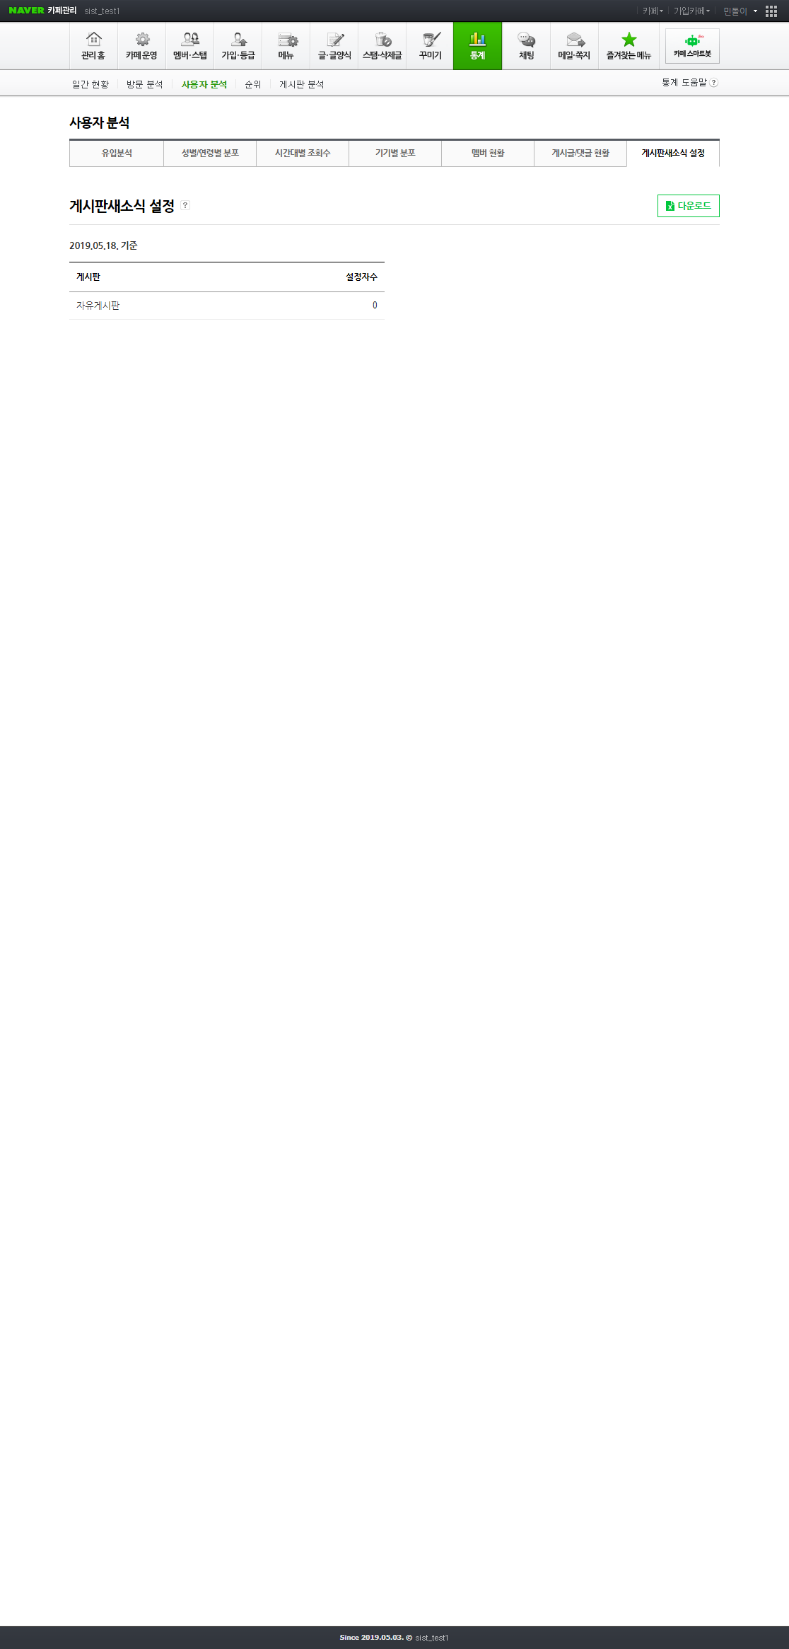 NAVER 카페관리 sist_test1 카페 가입카페 만둘이
관리 홈 카페 운영 멤버·스탭 가입·등급 메뉴 글·글양식 스팸·삭제글 꾸미기 통계 채팅 메일·쪽지 즐겨찾는 메뉴 카페 스마트봇
일간 현황 방문 분석 사용자 분석 순위 게시판 분석 통계 도움말 ?
사용자 분석
유입분석 성별/연령별 분포 시간대별 조회수 기기별 분포 멤버 현황 게시글/댓글 현황 게시판새소식 설정
게시판새소식 설정 ? 다운로드
2019.05.18. 기준
게시판 설정자수
자유게시판 0
Since 2019.05.03. © sist_test1